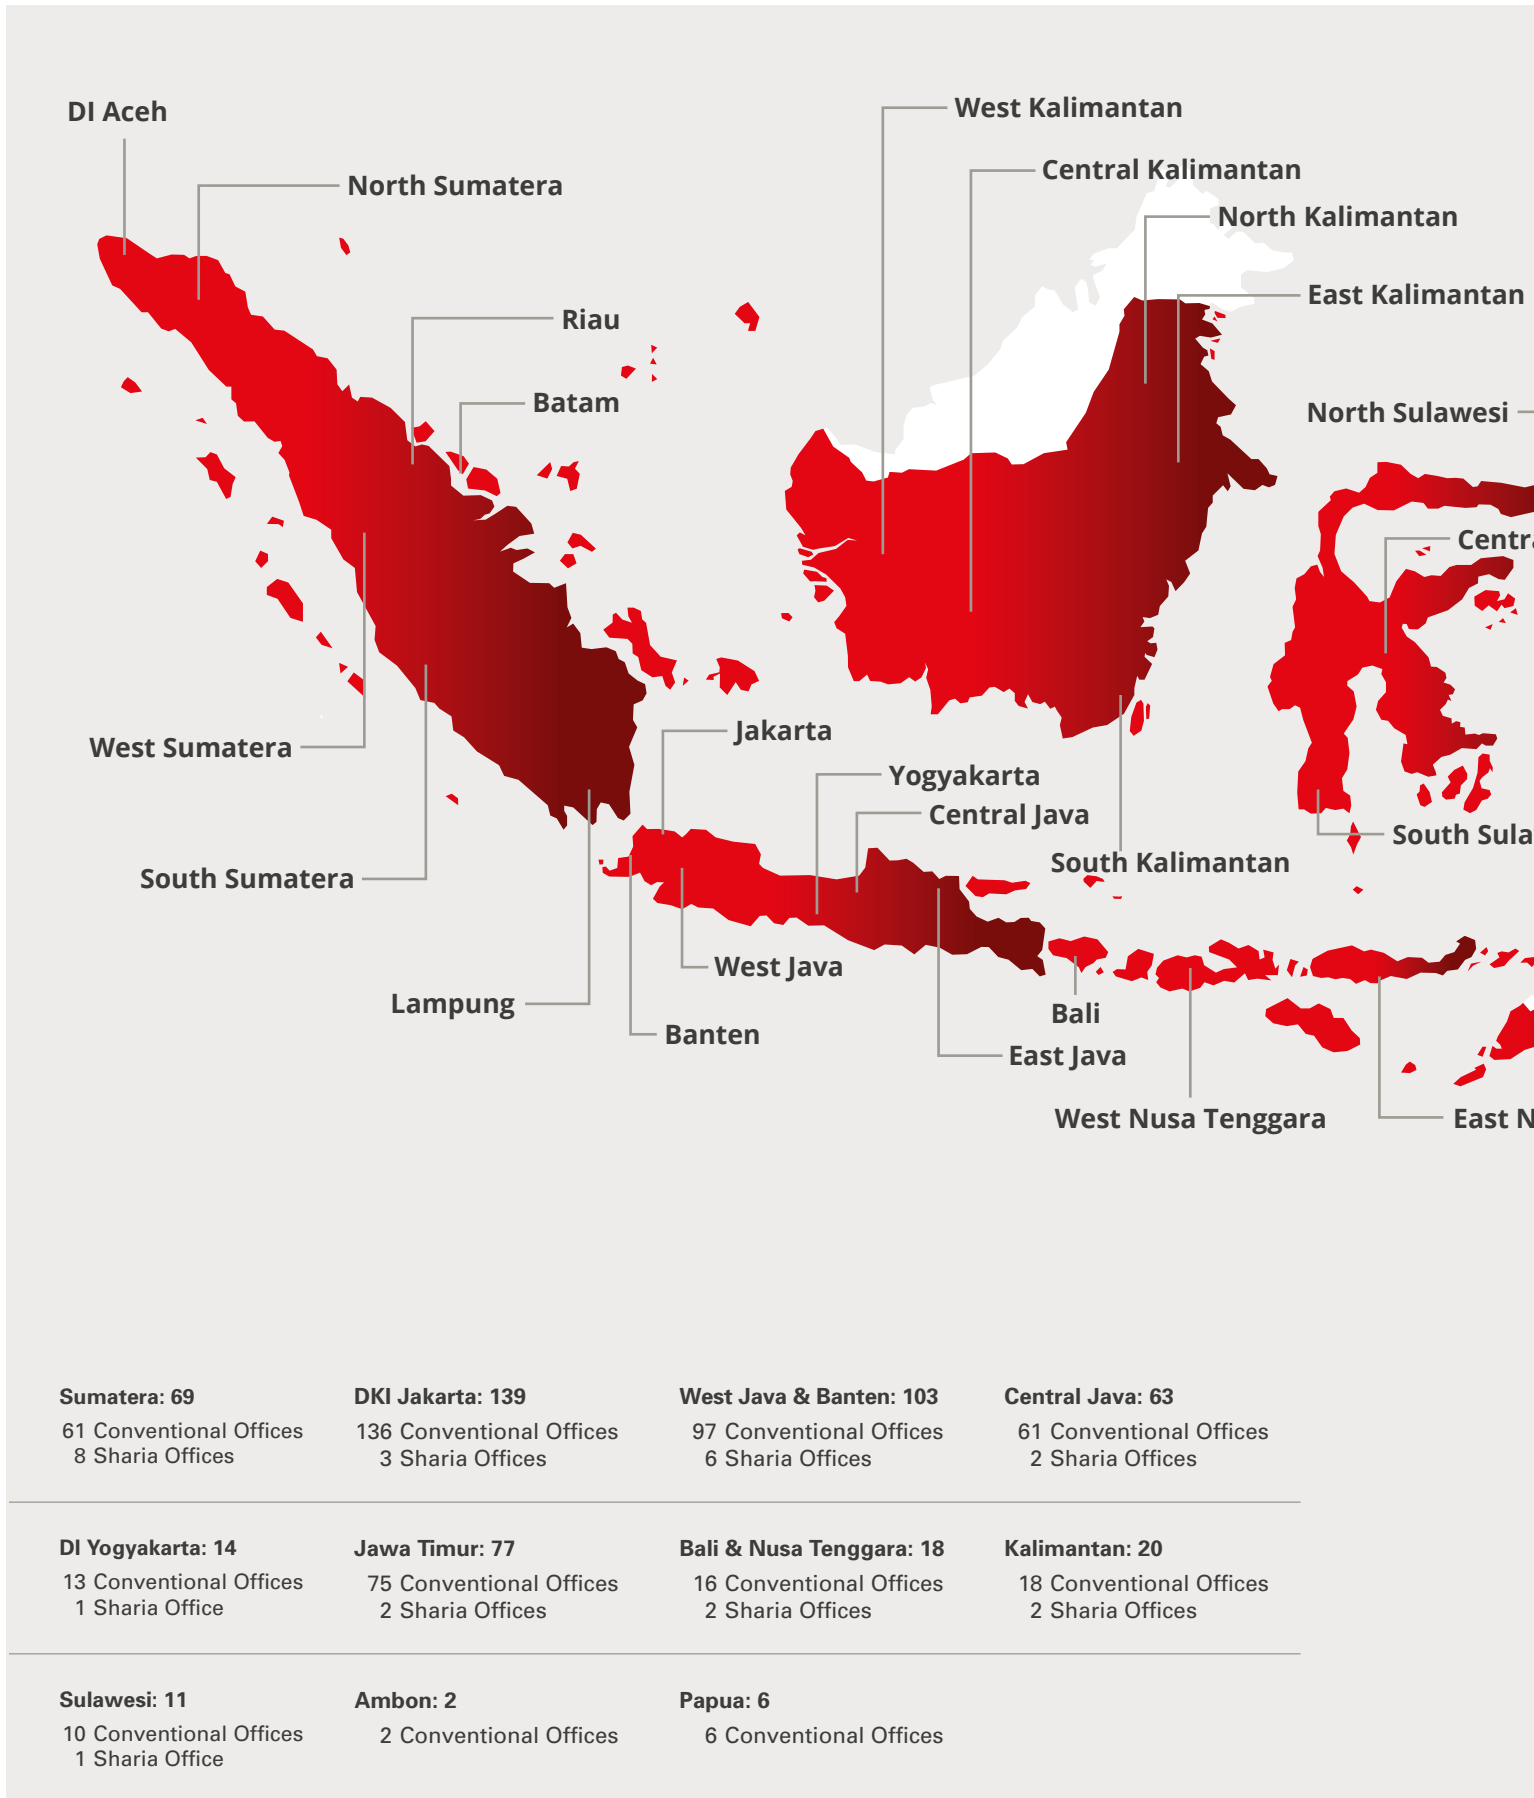 DI Aceh
West Kalimantan
Central Kalimantan
North Sumatera
North Kalimantan
East Kalimantan
Riau
Batam
North Sulawesi
West Sumatera
Jakarta
Yogyakarta
Central Java
South Kalimantan
South Sumatera
West Java
Lampung
Bali
Banten
East Java
West Nusa Tenggara
South
East
Sumatera: 69
61 Conventional Offices
8 Sharia Offices
DKI Jakarta: 139
136 Conventional Offices
3 Sharia Offices
West Java & Banten: 103
97 Conventional Offices
6 Sharia Offices
Central Java: 63
61 Conventional Offices
2 Sharia Offices
DI Yogyakarta: 14
13 Conventional Offices
1 Sharia Office
Jawa Timur: 77
75 Conventional Offices
2 Sharia Offices
Bali & Nusa Tenggara: 18
16 Conventional Offices
2 Sharia Offices
Kalimantan: 20
18 Conventional Offices
2 Sharia Offices
Sulawesi: 11
10 Conventional Offices
1 Sharia Office
Ambon: 2
2 Conventional Offices
Papua: 6
6 Conventional Offices